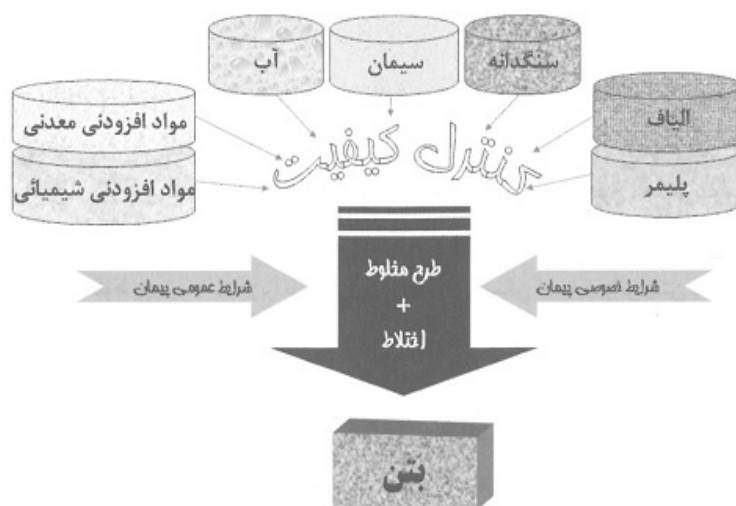 سنگدانه
سیمان
آب
الیاف
پلیمر
مواد افزودنی معدنی
مواد افزودنی شیمیائی
کنترل کیفیت
طرح مخلوط
+
اختلاط
شرایط خصوصی پیمان
شرایط عمومی پیمان
بتن